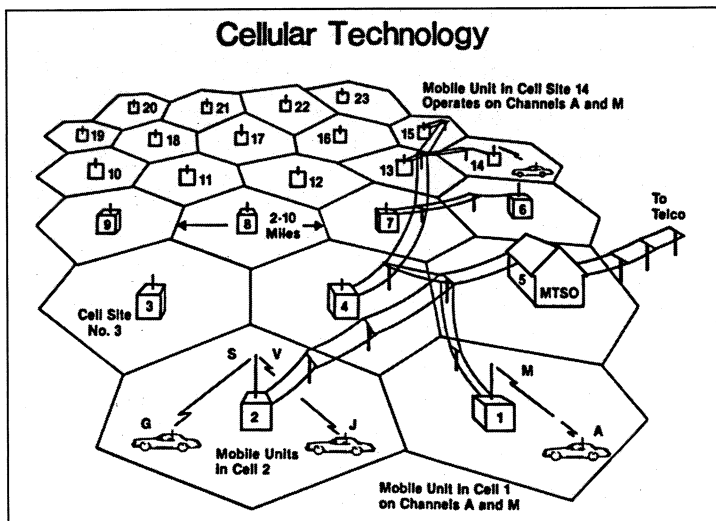 Cellular Technology
Mobile Unit in Cell Site 14
Operates on Channels A and M
20
21
22
23
19
18
17
16
15
10
11
12
13
14
9
8
2-10
Miles
7
6
To
Telco
3
4
5
MTSO
Cell Site
No. 3
S
V
M
2
1
G
J
A
Mobile Units
in Cell 2
Mobile Unit in Cell 1
on Channels A and M